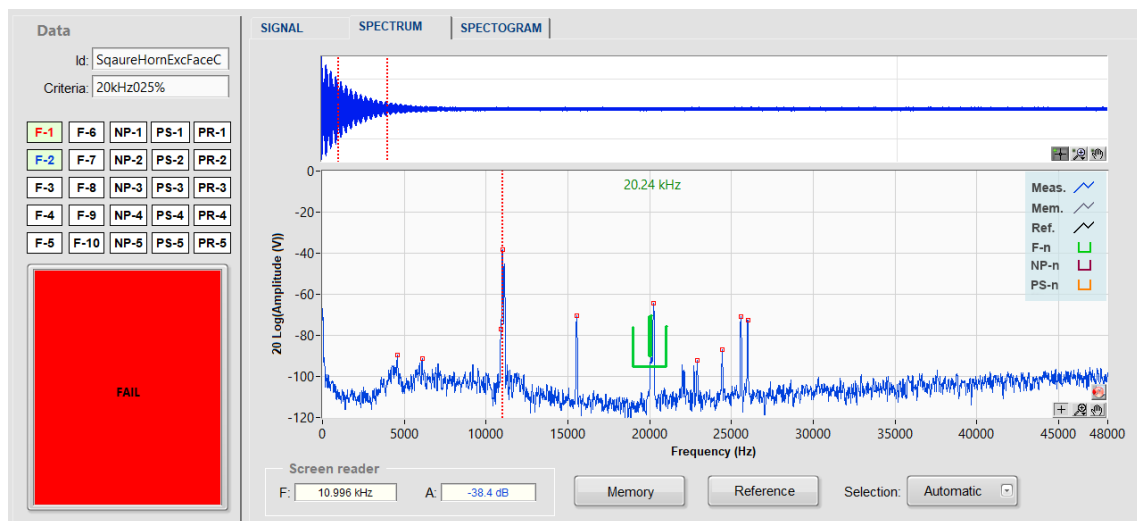 Data
Id: SqaureHornExcFaceC
Criteria: 20kHz025%
F-1 F-6 NP-1 PS-1 PR-1
F-2 F-7 NP-2 PS-2 PR-2
F-3 F-8 NP-3 PS-3 PR-3
F-4 F-9 NP-4 PS-4 PR-4
F-5 F-10 NP-5 PS-5 PR-5
FAIL
SIGNAL SPECTRUM SPECTOGRAM
20.24 kHz
Meas.
Mem.
Ref.
F-n
NP-n
PS-n
20 Log(Amplitude (V))
0
-20
-40
-60
-80
-100
-120
0 5000 10000 15000 20000 25000 30000 35000 40000 45000 48000
Frequency (Hz)
Screen reader
F: 10.996 kHz A: -38.4 dB
Memory Reference Selection: Automatic